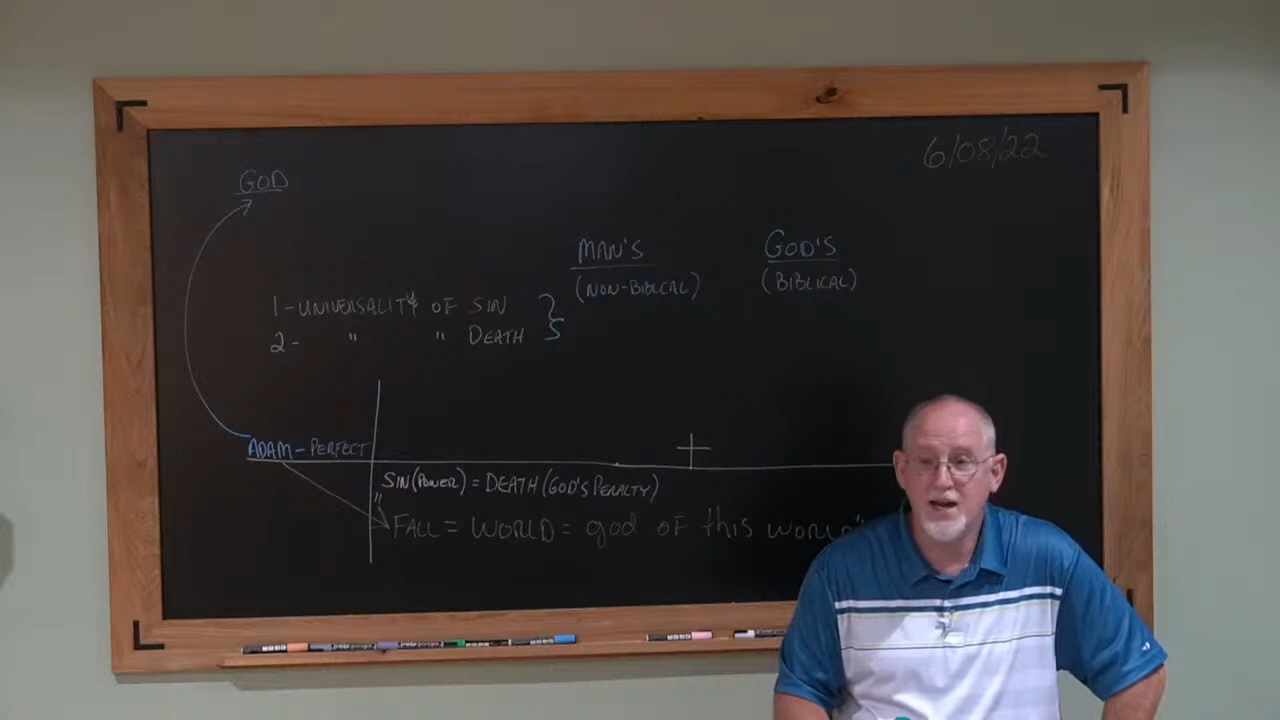 6/08/22
GOD
MAN'S
GOD'S
(NON-BIBLICAL)
(BIBLICAL)
1-UNIVERSALITY OF SIN
2- " " DEATH
ADAM-PERFECT
SIN(POWER) = DEATH(GOD'S PENALTY)
"FALL = WORLD = god of this world"